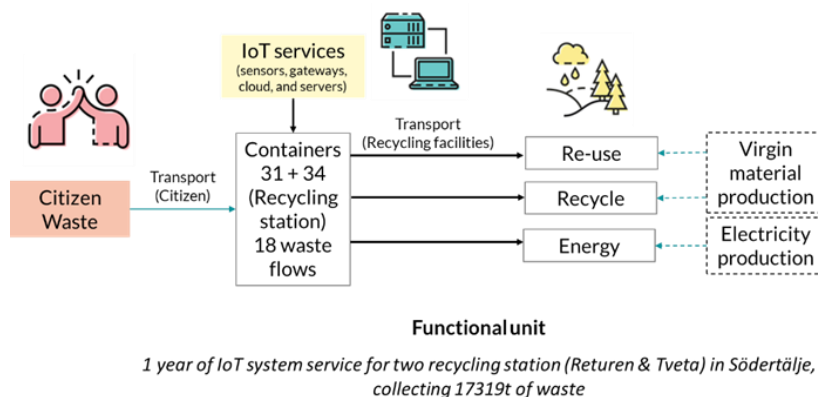 IoT services
(sensors, gateways,
cloud, and servers)
Citizen
Waste
Transport
(Citizen)
Containers
31 + 34
(Recycling
station)
18 waste
flows
Transport
(Recycling facilities)
Re-use
Recycle
Energy
Virgin
material
production
Electricity
production
Functional unit
1 year of IoT system service for two recycling station (Returen & Tveta) in Södertälje,
collecting 17319t of waste